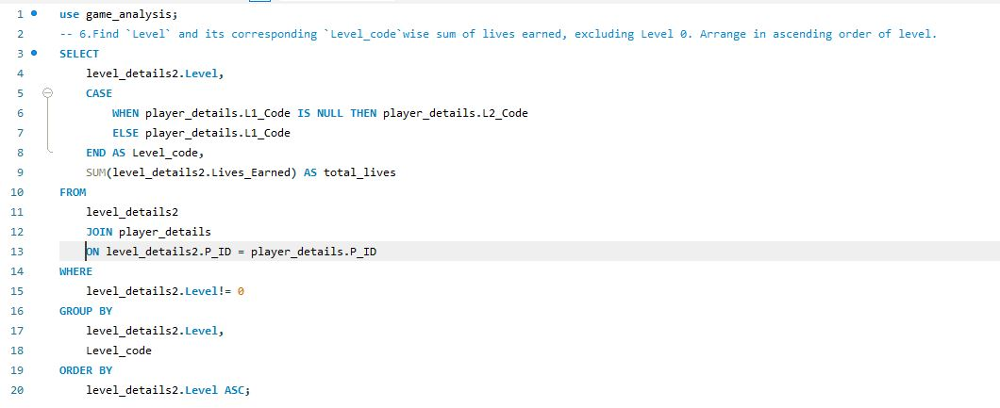 1 use game_analysis;
2 -- 6.Find `Level` and its corresponding `Level_code`wise sum of lives earned, excluding Level 0. Arrange in ascending order of level.
3 SELECT
4 level_details2.Level,
5 CASE
6 WHEN player_details.L1_Code IS NULL THEN player_details.L2_Code
7 ELSE player_details.L1_Code
8 END AS Level_code,
9 SUM(level_details2.Lives_Earned) AS total_lives
10 FROM
11 level_details2
12 JOIN player_details
13 ON level_details2.P_ID = player_details.P_ID
14 WHERE
15 level_details2.Level!= 0
16 GROUP BY
17 level_details2.Level,
18 Level_code
19 ORDER BY
20 level_details2.Level ASC;